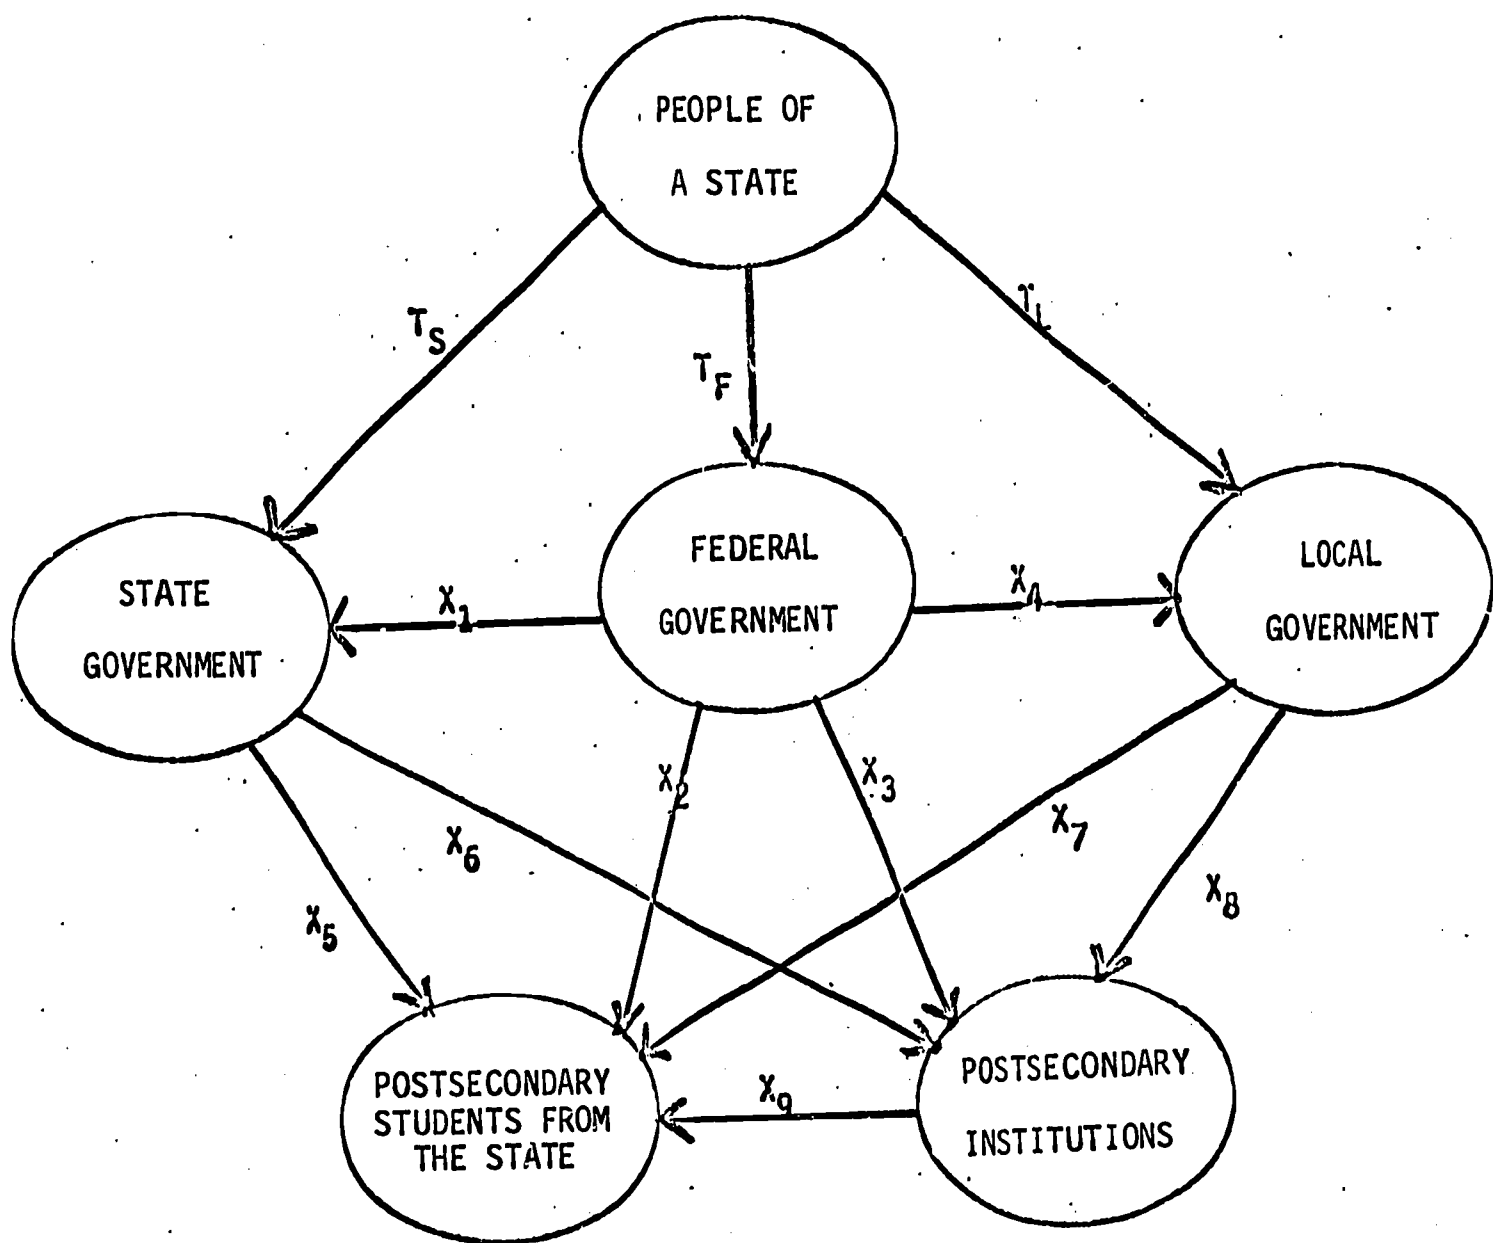 PEOPLE OF
A STATE
T_S
T_F
T_L
STATE
GOVERNMENT
FEDERAL
GOVERNMENT
LOCAL
GOVERNMENT
X_1
X_4
X_2
X_3
X_6
X_7
X_5
X_8
POSTSECONDARY
STUDENTS FROM
THE STATE
X_9
POSTSECONDARY
INSTITUTIONS